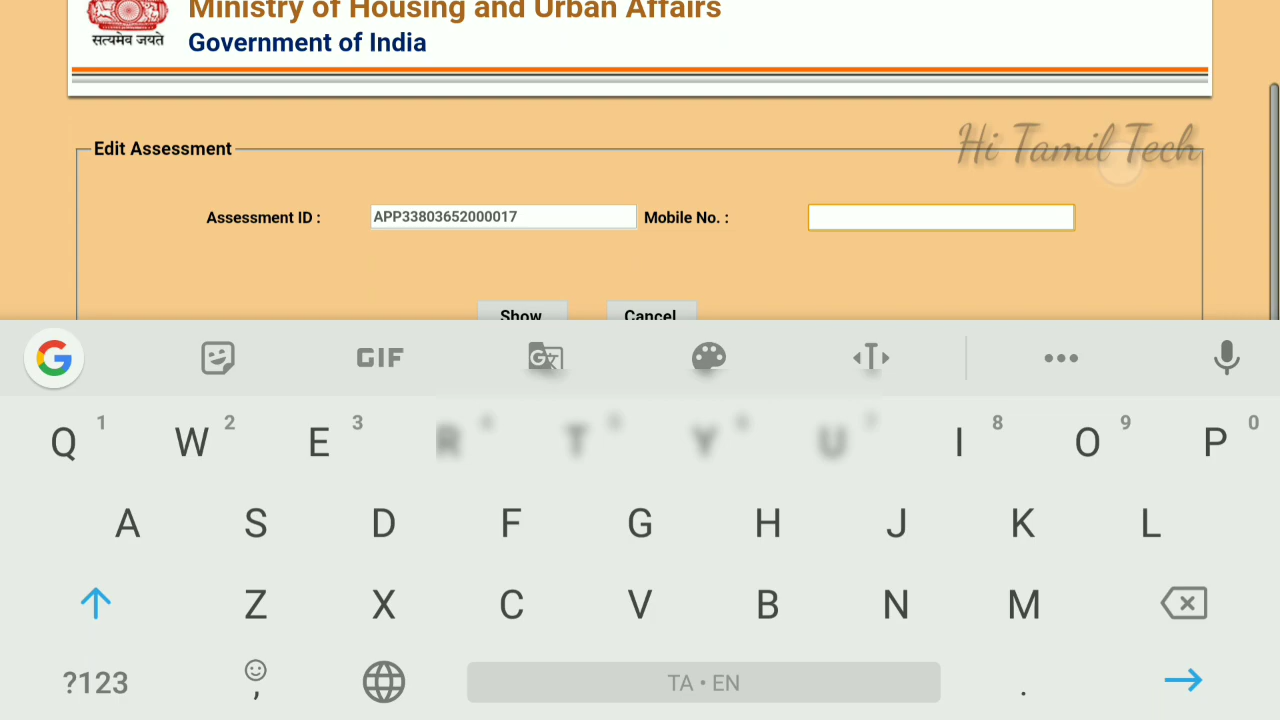 Ministry of Housing and Urban Affairs
सत्यमेव जयते
Government of India
Hi Tamil Tech
Edit Assessment
Assessment ID : APP33803652000017 Mobile No. :
Show Cancel
G GIF G
1 2 3 8 9 0
Q W E R T Y U I O P
A S D F G H J K L
Z X C V B N M
?123 , TA • EN .